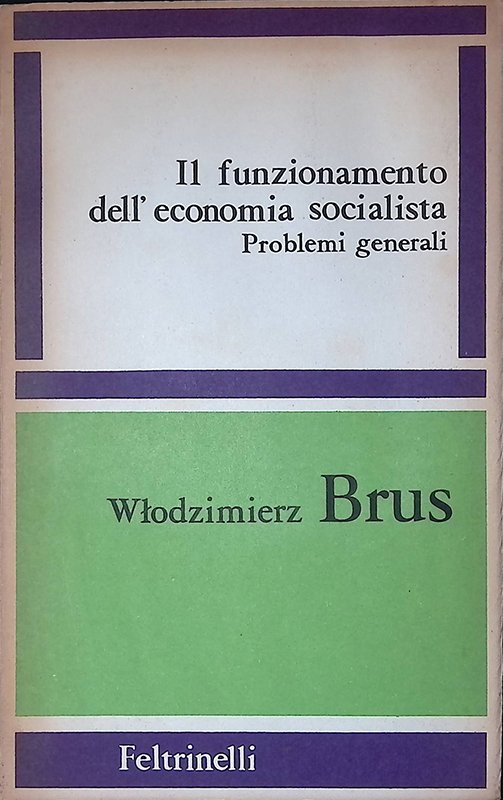 Il funzionamento
dell'economia socialista
Problemi generali
Włodzimierz Brus
Feltrinelli